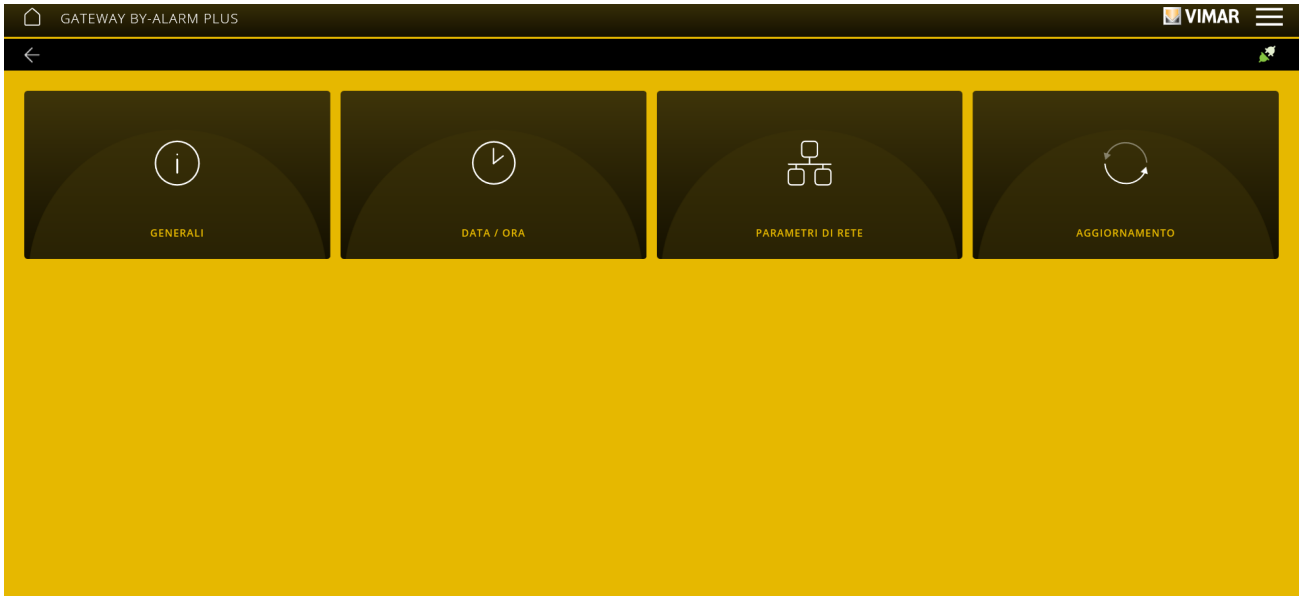 GATEWAY BY-ALARM PLUS
VIMAR
GENERALI
DATA / ORA
PARAMETRI DI RETE
AGGIORNAMENTO